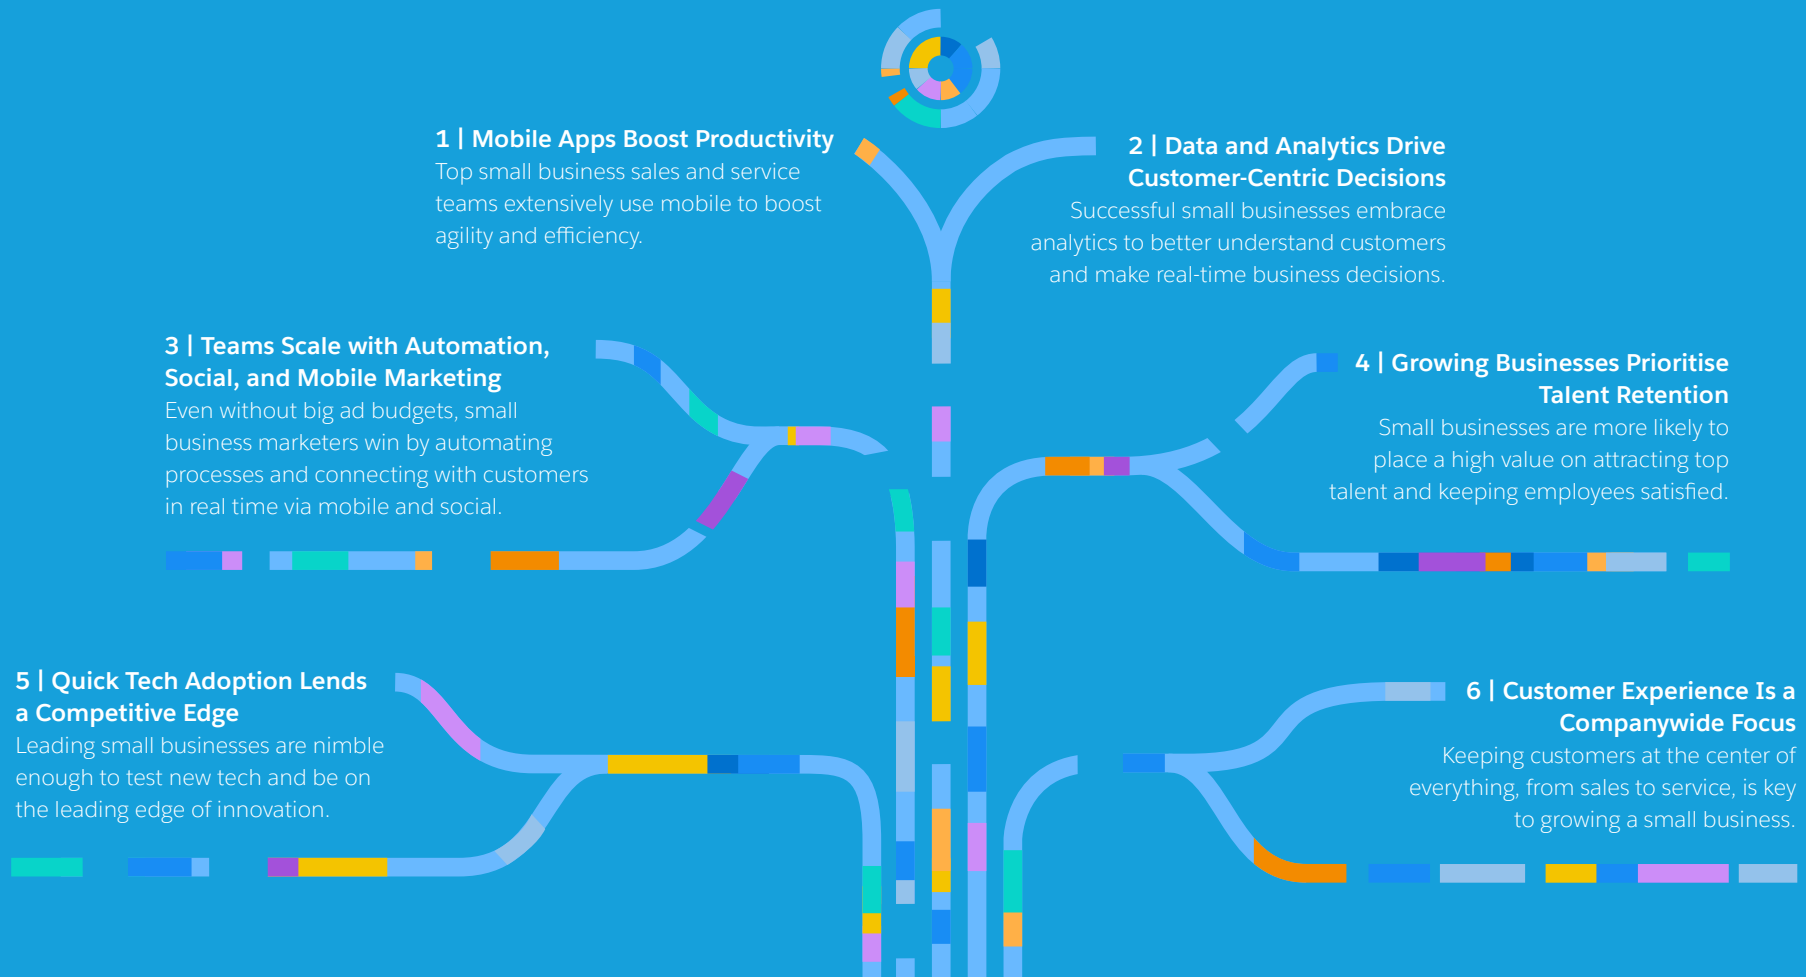 1 | Mobile Apps Boost Productivity
Top small business sales and service
teams extensively use mobile to boost
agility and efficiency.
2 | Data and Analytics Drive
Customer-Centric Decisions
Successful small businesses embrace
analytics to better understand customers
and make real-time business decisions.
3 | Teams Scale with Automation,
Social, and Mobile Marketing
Even without big ad budgets, small
business marketers win by automating
processes and connecting with customers
in real time via mobile and social.
4 | Growing Businesses Prioritise
Talent Retention
Small businesses are more likely to
place a high value on attracting top
talent and keeping employees satisfied.
5 | Quick Tech Adoption Lends
a Competitive Edge
Leading small businesses are nimble
enough to test new tech and be on
the leading edge of innovation.
6 | Customer Experience Is a
Companywide Focus
Keeping customers at the center of
everything, from sales to service, is key
to growing a small business.